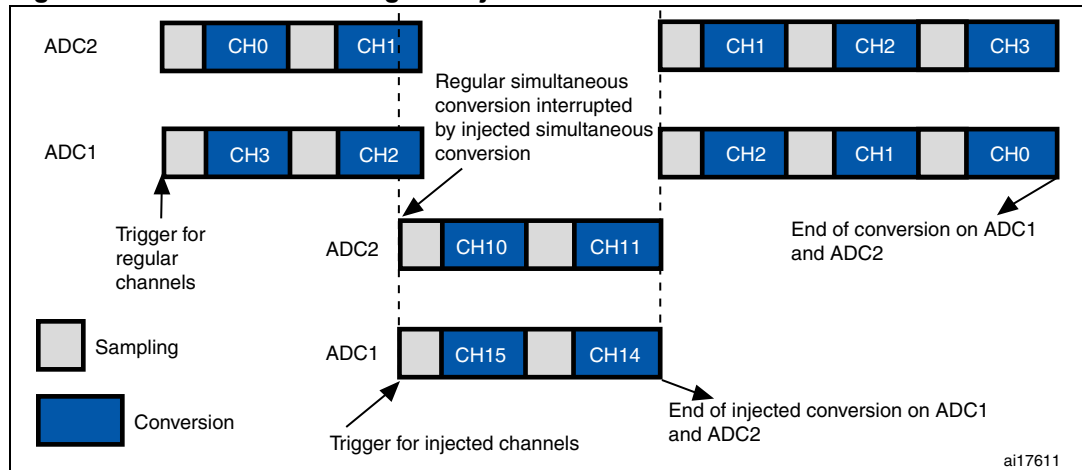 ADC2
CH0
CH1
CH1
CH2
CH3
Regular simultaneous
conversion interrupted
by injected simultaneous
conversion
ADC1
CH3
CH2
CH2
CH1
CH0
Trigger for
regular
channels
ADC2
CH10
CH11
End of conversion on ADC1
and ADC2
Sampling
ADC1
CH15
CH14
Conversion
Trigger for injected channels
End of injected conversion on ADC1
and ADC2
ai17611